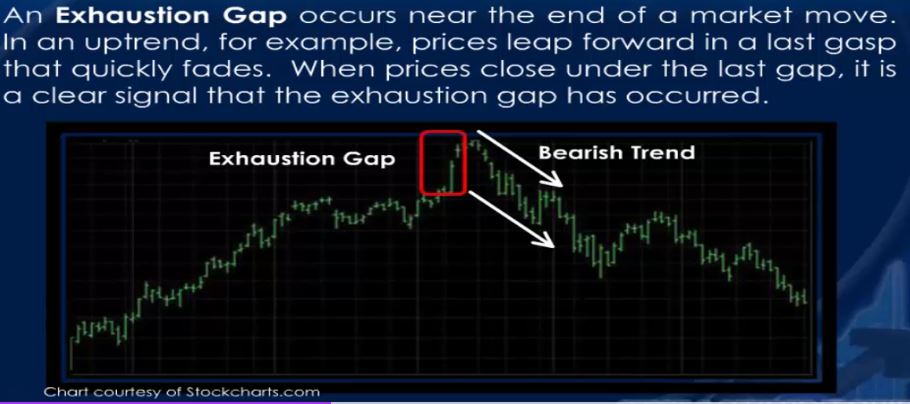 An Exhaustion Gap occurs near the end of a market move.
In an uptrend, for example, prices leap forward in a last gasp
that quickly fades. When prices close under the last gap, it is
a clear signal that the exhaustion gap has occurred.
Exhaustion Gap
Bearish Trend
Chart courtesy of Stockcharts.com